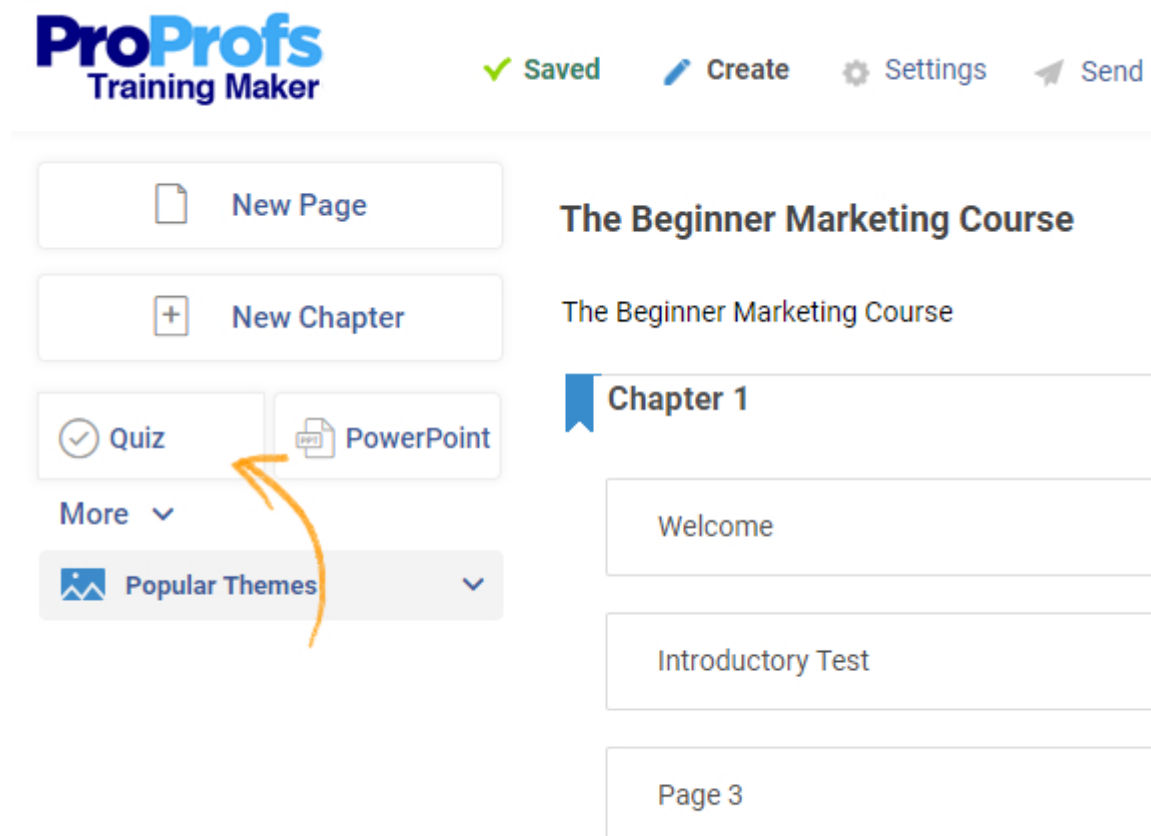 ProProfs
Training Maker
Saved
Create
Settings
Send
New Page
New Chapter
Quiz
PPT
PowerPoint
More
Popular Themes
The Beginner Marketing Course
The Beginner Marketing Course
Chapter 1
Welcome
Introductory Test
Page 3